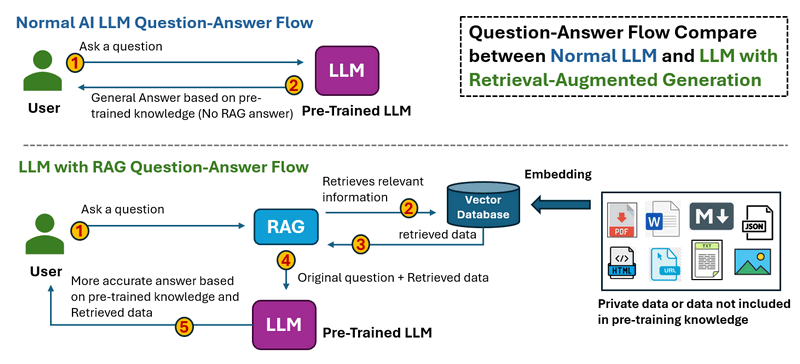 Normal AI LLM Question-Answer Flow
Ask a question
1
LLM
2
User
General Answer based on pre-
trained knowledge (No RAG answer)
Pre-Trained LLM
Question-Answer Flow Compare
between Normal LLM and LLM with
Retrieval-Augmented Generation
LLM with RAG Question-Answer Flow
Ask a question
1
User
RAG
Retrieves relevant
information
2
Vector
Database
3
retrieved data
Embedding
PDF
W
M
JSON
</>
HTML
URL
TXT
Private data or data not included
in pre-training knowledge
4
Original question + Retrieved data
More accurate answer based
on pre-trained knowledge and
Retrieved data
5
LLM
Pre-Trained LLM